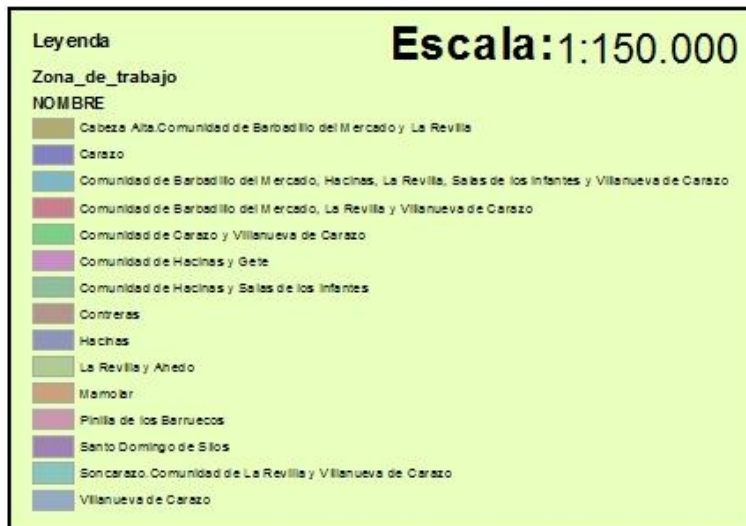 Leyenda
Escala:1:150.000
Zona_de_trabajo
NOMBRE
Cabeza Alta.Comunidad de Barbadillo del Mercado y La Revilla
Carazo
Comunidad de Barbadillo del Mercado, Hacinas, La Revilla, Salas de los Infantes y Villanueva de Carazo
Comunidad de Barbadillo del Mercado, La Revilla y Villanueva de Carazo
Comunidad de Carazo y Villanueva de Carazo
Comunidad de Hacinas y Gete
Comunidad de Hacinas y Salas de los Infantes
Contreras
Hacinas
La Revilla y Ahedo
Mamolar
Pinilla de los Barruecos
Santo Domingo de Silos
Soncarazo.Comunidad de La Revilla y Villanueva de Carazo
Villanueva de Carazo